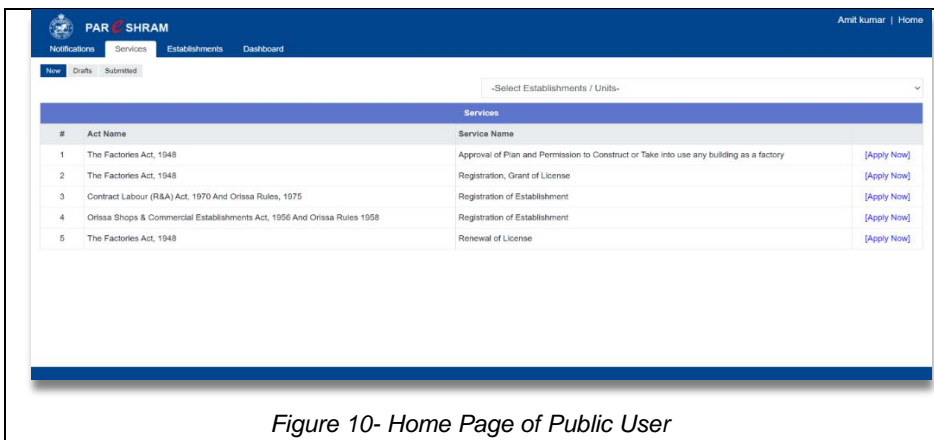 PAR e SHRAM
Amit kumar | Home
Notifications Services Establishments Dashboard
New Drafts Submitted
-Select Establishments / Units-
Services
# Act Name Service Name
1 The Factories Act, 1948 Approval of Plan and Permission to Construct or Take into use any building as a factory [Apply Now]
2 The Factories Act, 1948 Registration, Grant of License [Apply Now]
3 Contract Labour (R&A) Act, 1970 And Orissa Rules, 1975 Registration of Establishment [Apply Now]
4 Orissa Shops & Commercial Establishments Act, 1956 And Orissa Rules 1958 Registration of Establishment [Apply Now]
5 The Factories Act, 1948 Renewal of License [Apply Now]
Figure 10- Home Page of Public User